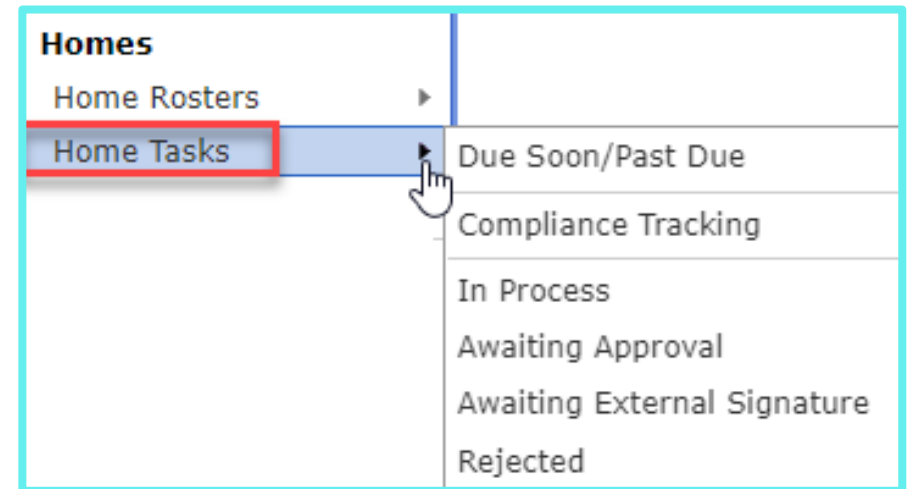 Homes
Home Rosters
Home Tasks
Due Soon/Past Due
Compliance Tracking
In Process
Awaiting Approval
Awaiting External Signature
Rejected